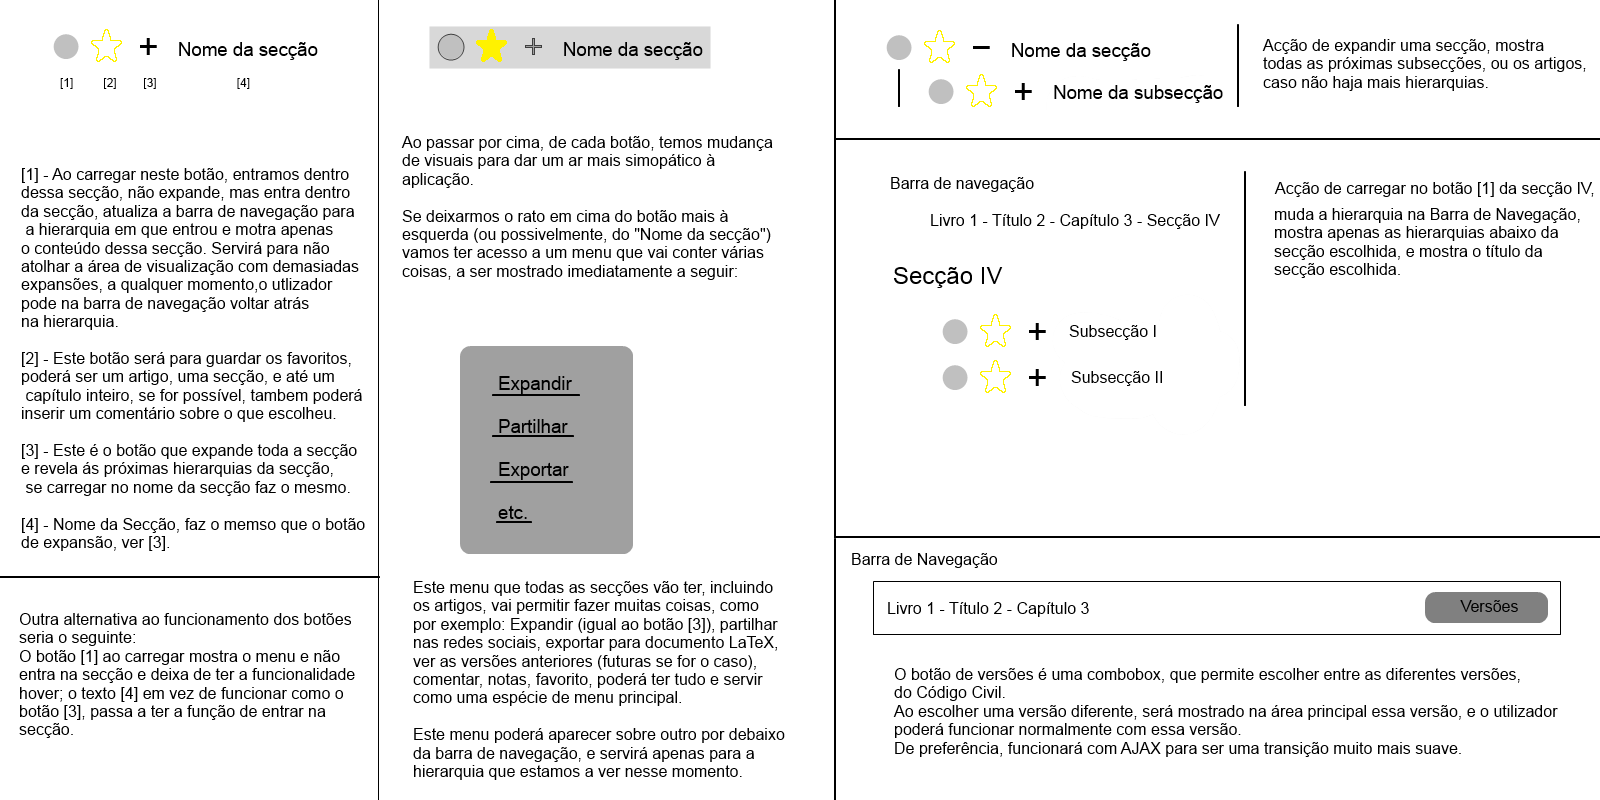 Nome da secção
[1] [2] [3] [4]
[1] - Ao carregar neste botão, entramos dentro
dessa secção, não expande, mas entra dentro
da secção, atualiza a barra de navegação para
a hierarquia em que entrou e motra apenas
o conteúdo dessa secção. Servirá para não
atolhar a área de visualização com demasiadas
expansões, a qualquer momento,o utlizador
pode na barra de navegação voltar atrás
na hierarquia.
[2] - Este botão será para guardar os favoritos,
poderá ser um artigo, uma secção, e até um
capítulo inteiro, se for possível, tambem poderá
inserir um comentário sobre o que escolheu.
[3] - Este é o botão que expande toda a secção
e revela ás próximas hierarquias da secção,
se carregar no nome da secção faz o mesmo.
[4] - Nome da Secção, faz o memso que o botão
de expansão, ver [3].
Outra alternativa ao funcionamento dos botões
seria o seguinte:
O botão [1] ao carregar mostra o menu e não
entra na secção e deixa de ter a funcionalidade
hover; o texto [4] em vez de funcionar como o
botão [3], passa a ter a função de entrar na
secção.
Nome da secção
Ao passar por cima, de cada botão, temos mudança
de visuais para dar um ar mais simopático à
aplicação.
Se deixarmos o rato em cima do botão mais à
esquerda (ou possivelmente, do "Nome da secção")
vamos ter acesso a um menu que vai conter várias
coisas, a ser mostrado imediatamente a seguir:
Expandir
Partilhar
Exportar
etc.
Este menu que todas as secções vão ter, incluindo
os artigos, vai permitir fazer muitas coisas, como
por exemplo: Expandir (igual ao botão [3]), partilhar
nas redes sociais, exportar para documento LaTeX,
ver as versões anteriores (futuras se for o caso),
comentar, notas, favorito, poderá ter tudo e servir
como uma espécie de menu principal.
Este menu poderá aparecer sobre outro por debaixo
da barra de navegação, e servirá apenas para a
hierarquia que estamos a ver nesse momento.
Nome da secção
Nome da subsecção
Acção de expandir uma secção, mostra
todas as próximas subsecções, ou os artigos,
caso não haja mais hierarquias.
Barra de navegação
Livro 1 - Título 2 - Capítulo 3 - Secção IV
Secção IV
Subsecção I
Subsecção II
Acção de carregar no botão [1] da secção IV,
muda a hierarquia na Barra de Navegação,
mostra apenas as hierarquias abaixo da
secção escolhida, e mostra o título da
secção escolhida.
Barra de Navegação
Livro 1 - Título 2 - Capítulo 3
Versões
O botão de versões é uma combobox, que permite escolher entre as diferentes versões,
do Código Civil.
Ao escolher uma versão diferente, será mostrado na área principal essa versão, e o utilizador
poderá funcionar normalmente com essa versão.
De preferência, funcionará com AJAX para ser uma transição muito mais suave.